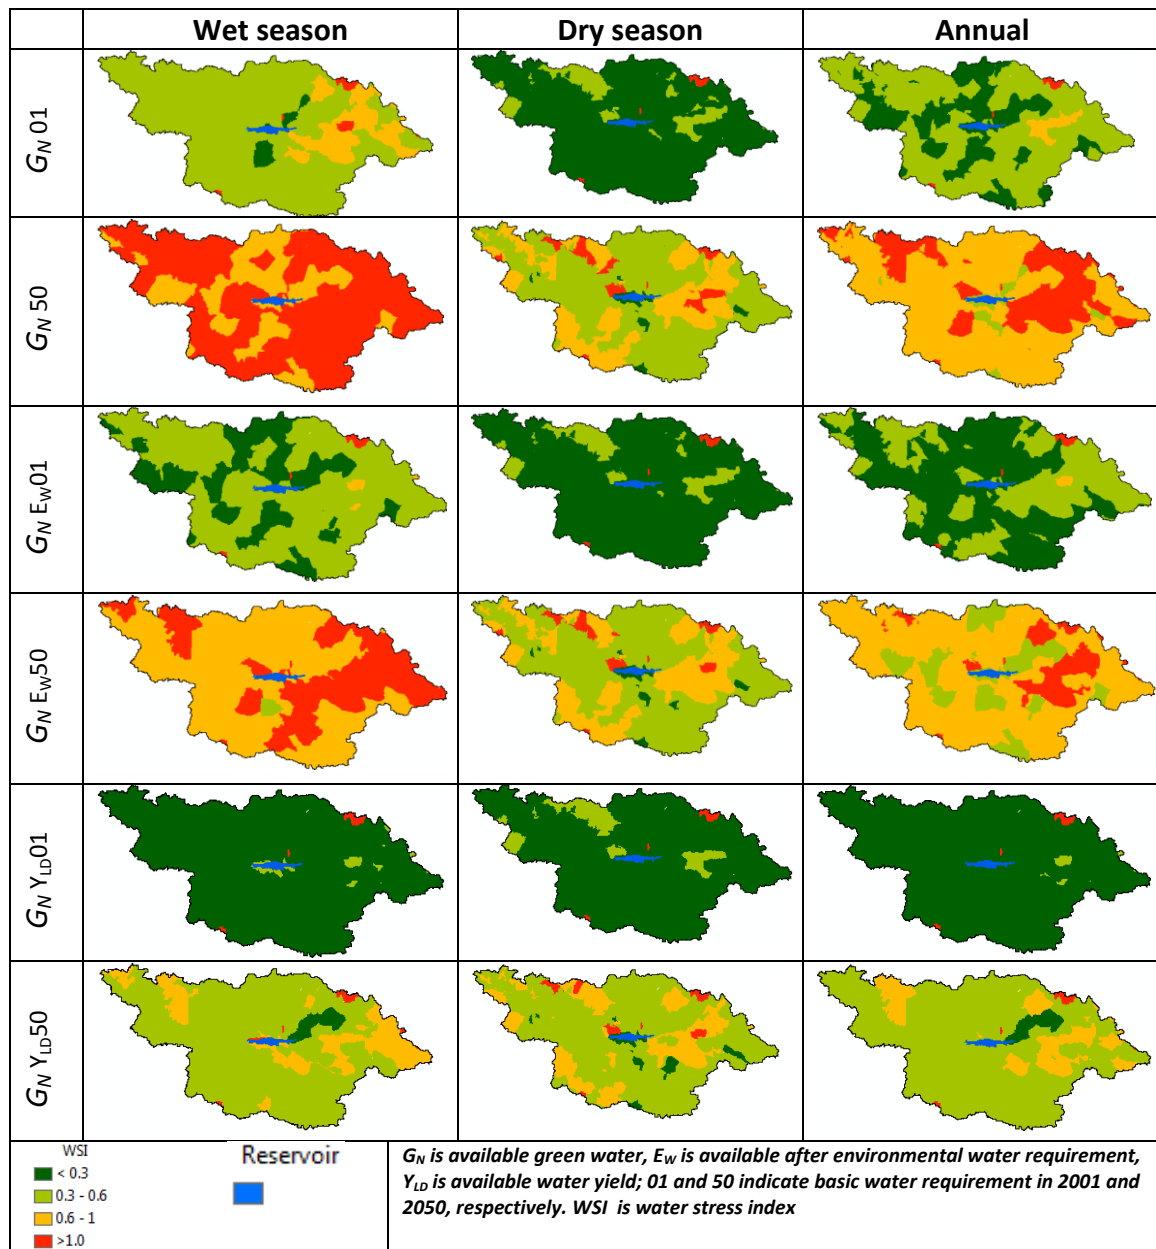 Wet season Dry season Annual
GN 01
GN 50
GN EW01
GN EW50
GN YLD01
GN YLD50
WSI
< 0.3
0.3 - 0.6
0.6 - 1
>1.0
Reservoir
GN is available green water, EW is available after environmental water requirement,
YLD is available water yield; 01 and 50 indicate basic water requirement in 2001 and
2050, respectively. WSI is water stress index